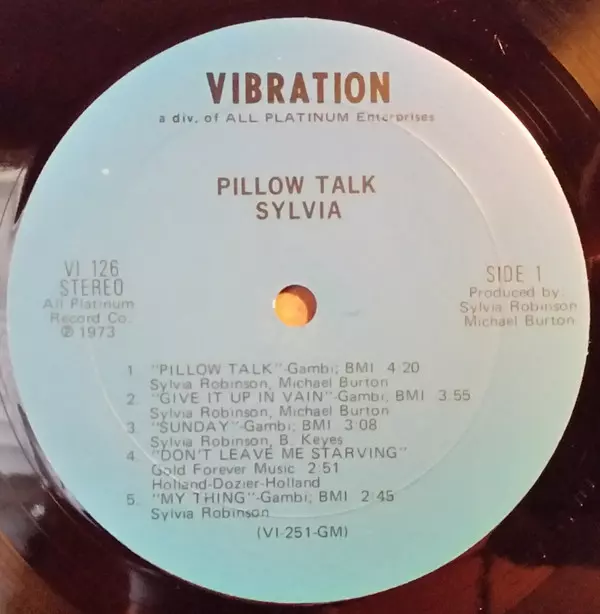 VIBRATION
a div. of ALL PLATINUM Enterprises
PILLOW TALK
SYLVIA
VI 126
STEREO
All Platinum
Record Co.
℗ 1973
SIDE 1
Produced by:
Sylvia Robinson
Michael Burton
1. "PILLOW TALK"-Gambi, BMI 4:20
Sylvia Robinson, Michael Burton
2. "GIVE IT UP IN VAIN"-Gambi, BMI 3:55
Sylvia Robinson, Michael Burton
3. "SUNDAY"-Gambi, BMI 3:08
Sylvia Robinson, B. Keyes
4. "DON'T LEAVE ME STARVING"
Gold Forever Music 2:51
Holland-Dozier-Holland
5. "MY THING"-Gambi, BMI 2:45
Sylvia Robinson
(VI-251-GM)